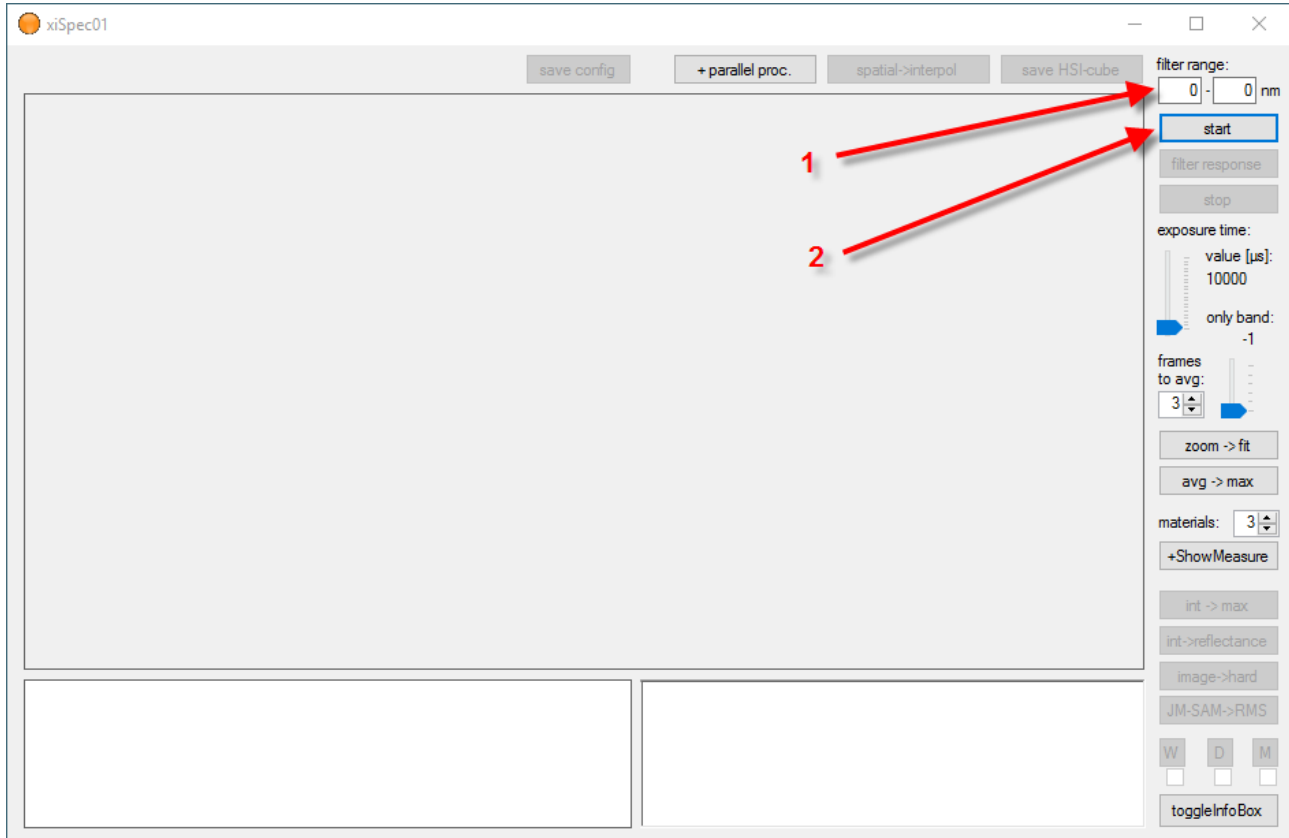 xiSpec01
save config
+ parallel proc.
spatial->interpol
save HSI-cube
filter range:
0 - 0 nm
start
1
filter response
stop
2
exposure time:
value [µs]:
10000
only band:
-1
frames
to avg:
3
zoom -> fit
avg -> max
materials: 3
+ShowMeasure
int -> max
int->reflectance
image->hard
JM-SAM->RMS
W D M
toggleInfoBox